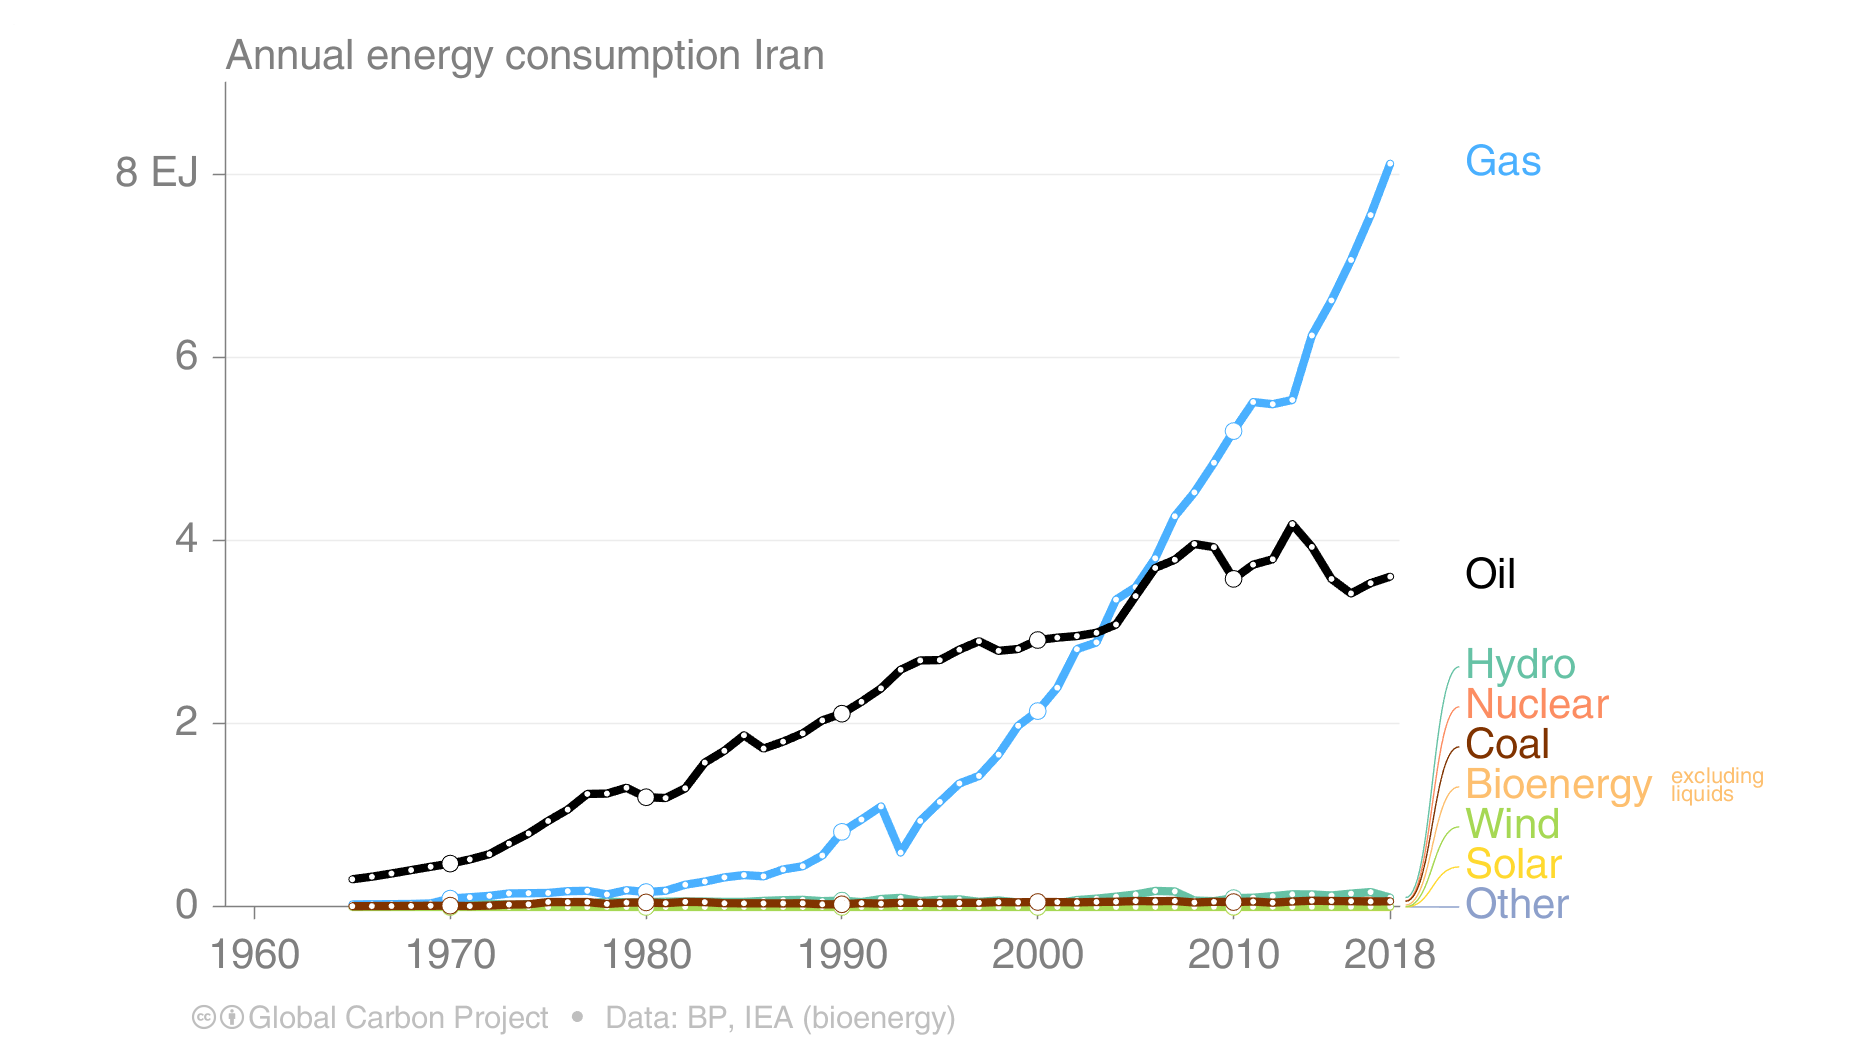 Annual energy consumption Iran
8 EJ
6
4
2
0
1960 1970 1980 1990 2000 2010 2018
Gas
Oil
Hydro
Nuclear
Coal
Bioenergy excluding liquids
Wind
Solar
Other
cc Global Carbon Project • Data: BP, IEA (bioenergy)